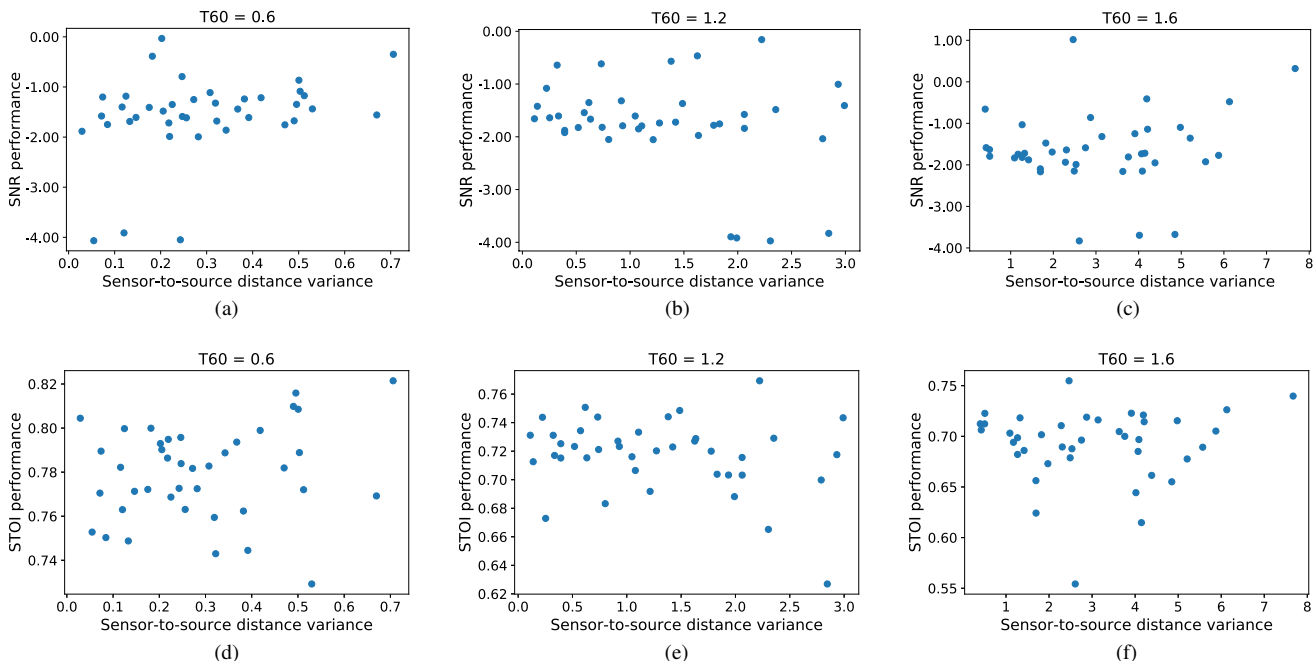 T60 = 0.6
0.00
-1.00
-2.00
-3.00
-4.00
SNR performance
0.0 0.1 0.2 0.3 0.4 0.5 0.6 0.7
Sensor-to-source distance variance
(a)
T60 = 1.2
0.00
-1.00
-2.00
-3.00
-4.00
SNR performance
0.0 0.5 1.0 1.5 2.0 2.5 3.0
Sensor-to-source distance variance
(b)
T60 = 1.6
1.00
0.00
-1.00
-2.00
-3.00
-4.00
SNR performance
1 2 3 4 5 6 7 8
Sensor-to-source distance variance
(c)
T60 = 0.6
0.82
0.80
0.78
0.76
0.74
STOI performance
0.0 0.1 0.2 0.3 0.4 0.5 0.6 0.7
Sensor-to-source distance variance
(d)
T60 = 1.2
0.76
0.74
0.72
0.70
0.68
0.66
0.64
0.62
STOI performance
0.0 0.5 1.0 1.5 2.0 2.5 3.0
Sensor-to-source distance variance
(e)
T60 = 1.6
0.75
0.70
0.65
0.60
0.55
STOI performance
1 2 3 4 5 6 7 8
Sensor-to-source distance variance
(f)